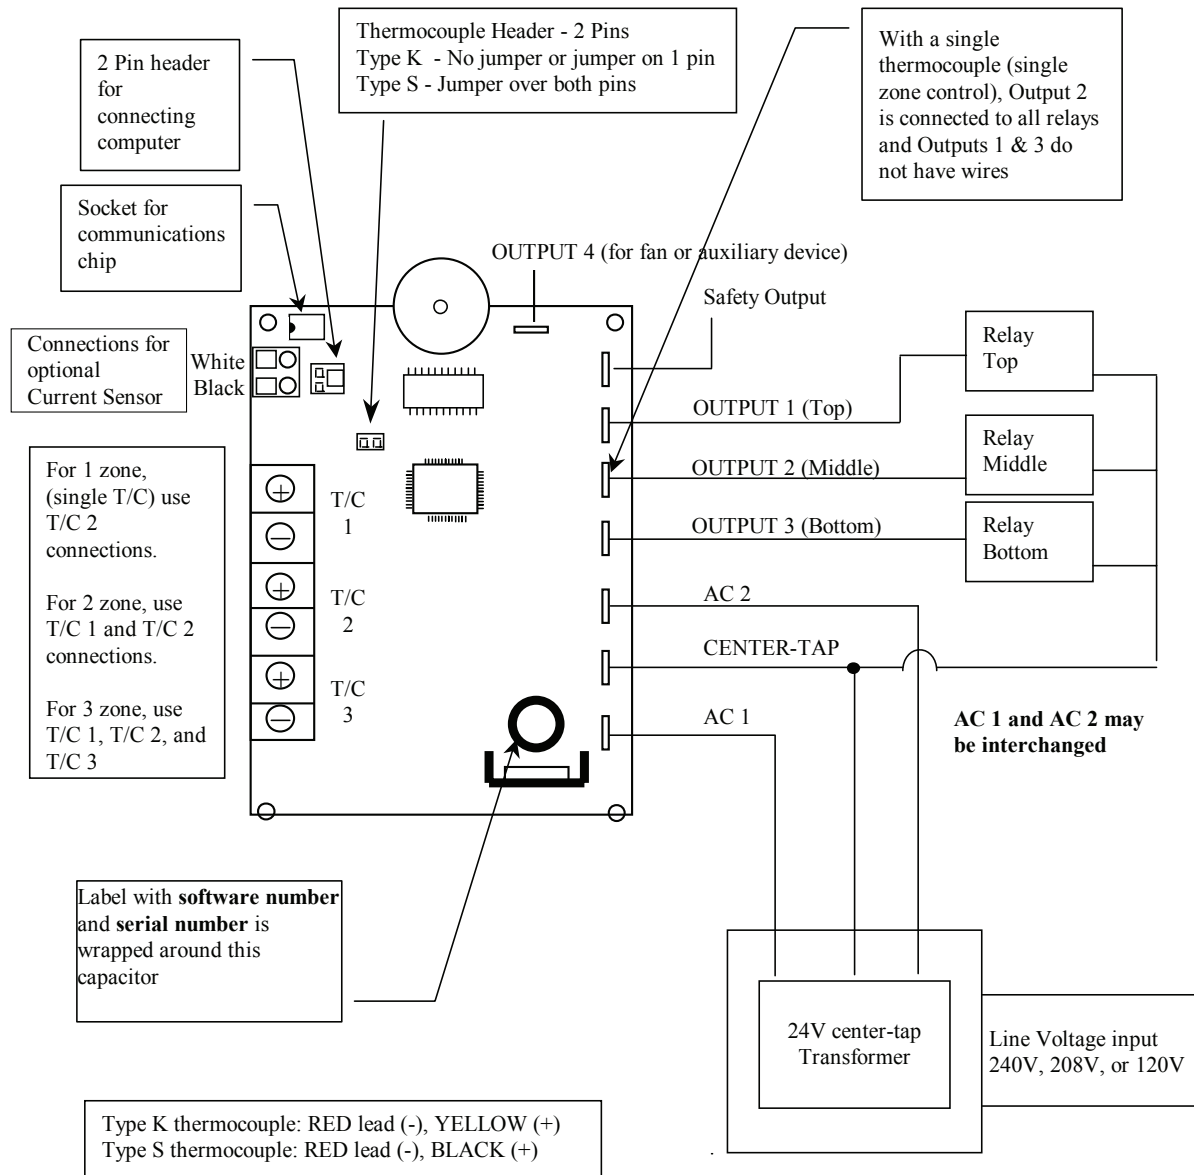 Thermocouple Header - 2 Pins
Type K - No jumper or jumper on 1 pin
Type S - Jumper over both pins
2 Pin header
for
connecting
computer
With a single
thermocouple (single
zone control), Output 2
is connected to all relays
and Outputs 1 & 3 do
not have wires
Socket for
communications
chip
OUTPUT 4 (for fan or auxiliary device)
Safety Output
Connections for
optional
Current Sensor
White
Black
Relay
Top
OUTPUT 1 (Top)
Relay
Middle
OUTPUT 2 (Middle)
Relay
Bottom
OUTPUT 3 (Bottom)
For 1 zone,
(single T/C) use
T/C 2
connections.
For 2 zone, use
T/C 1 and T/C 2
connections.
For 3 zone, use
T/C 1, T/C 2, and
T/C 3
+
T/C
1
−
+
T/C
2
−
+
T/C
3
−
AC 2
CENTER-TAP
AC 1
AC 1 and AC 2 may
be interchanged
Label with software number
and serial number is
wrapped around this
capacitor
24V center-tap
Transformer
Line Voltage input
240V, 208V, or 120V
Type K thermocouple: RED lead (-), YELLOW (+)
Type S thermocouple: RED lead (-), BLACK (+)